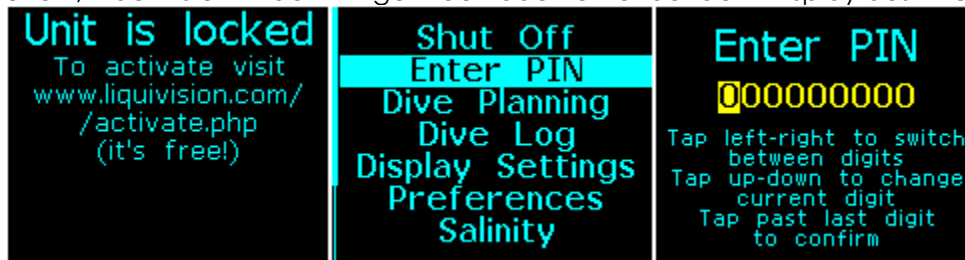 Unit is locked
To activate visit
www.liquivision.com/
/activate.php
(it's free!)
Shut Off
Enter PIN
Dive Planning
Dive Log
Display Settings
Preferences
Salinity
Enter PIN
000000000
Tap left-right to switch
between digits
Tap up-down to change
current digit
Tap past last digit
to confirm